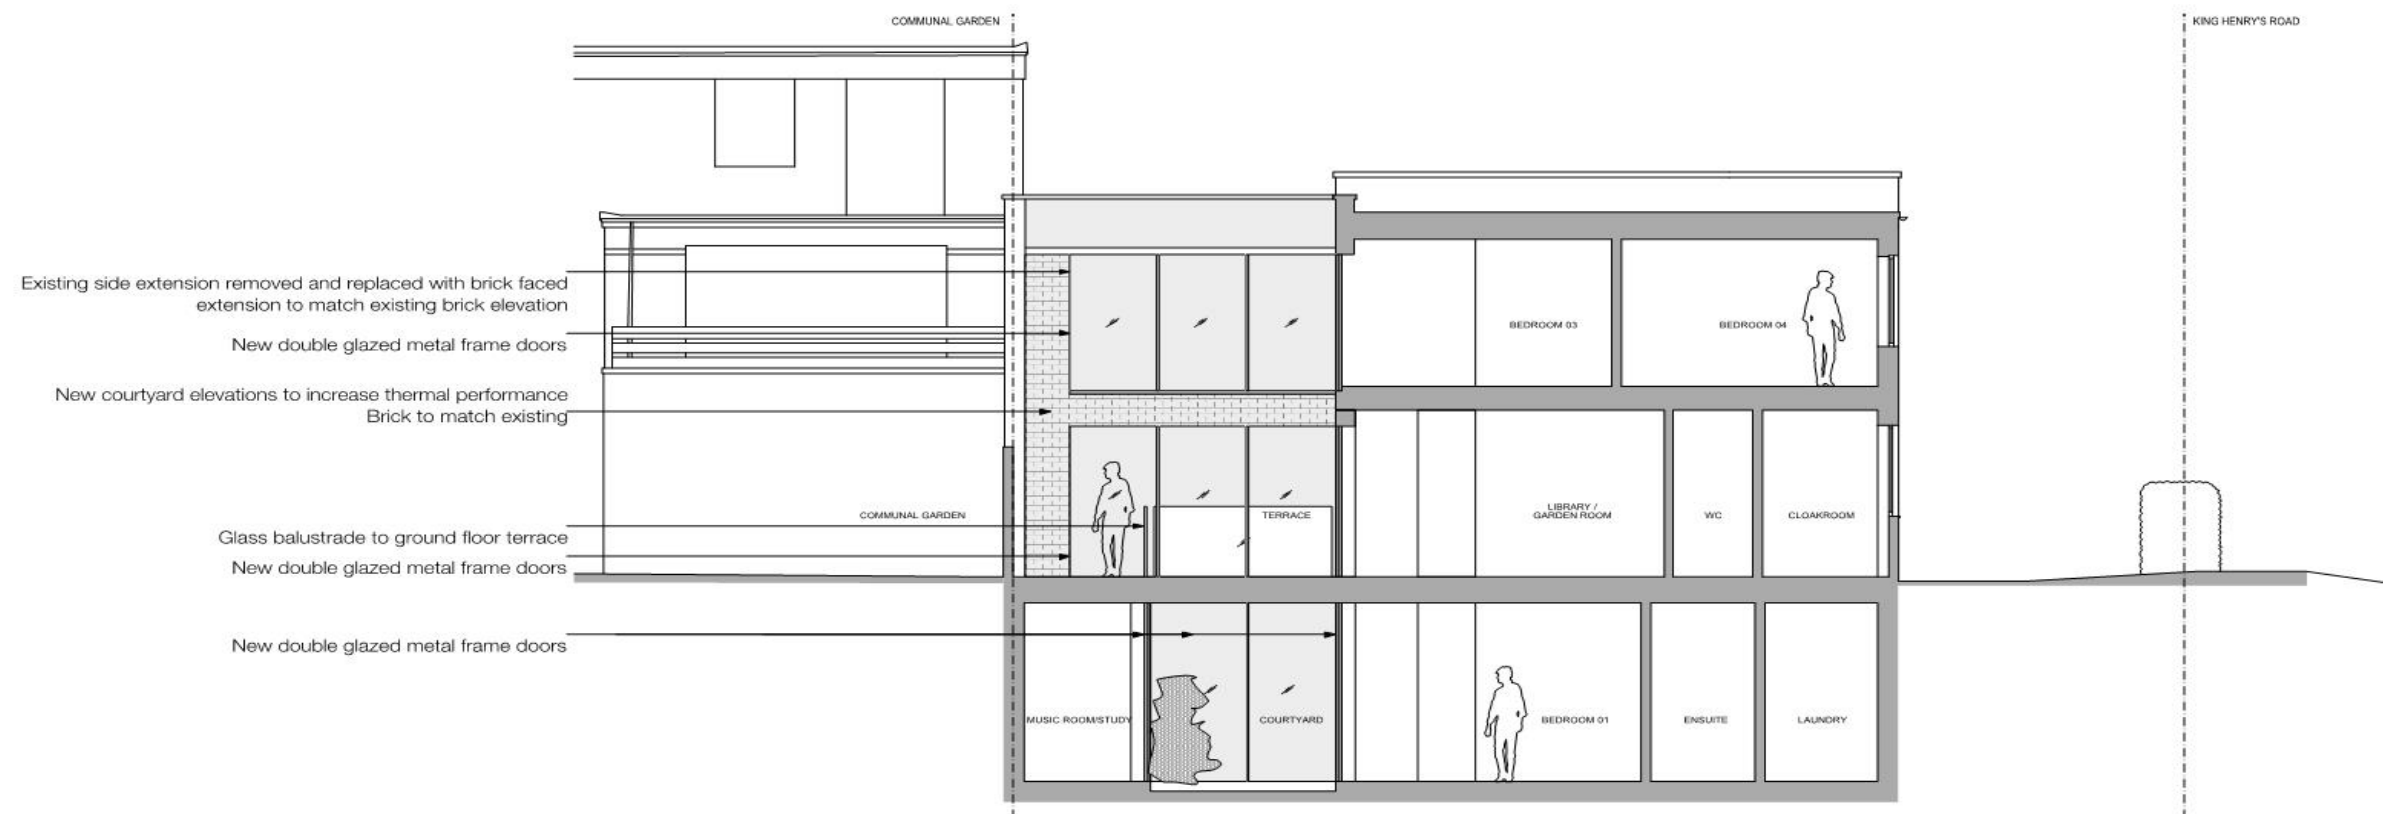 COMMUNAL GARDEN
KING HENRY'S ROAD
Existing side extension removed and replaced with brick faced
extension to match existing brick elevation
New double glazed metal frame doors
New courtyard elevations to increase thermal performance
Brick to match existing
Glass balustrade to ground floor terrace
New double glazed metal frame doors
New double glazed metal frame doors
BEDROOM 03
BEDROOM 04
COMMUNAL GARDEN
TERRACE
LIBRARY /
GARDEN ROOM
WC
CLOAKROOM
MUSIC ROOM/STUDY
COURTYARD
BEDROOM 01
ENSUITE
LAUNDRY